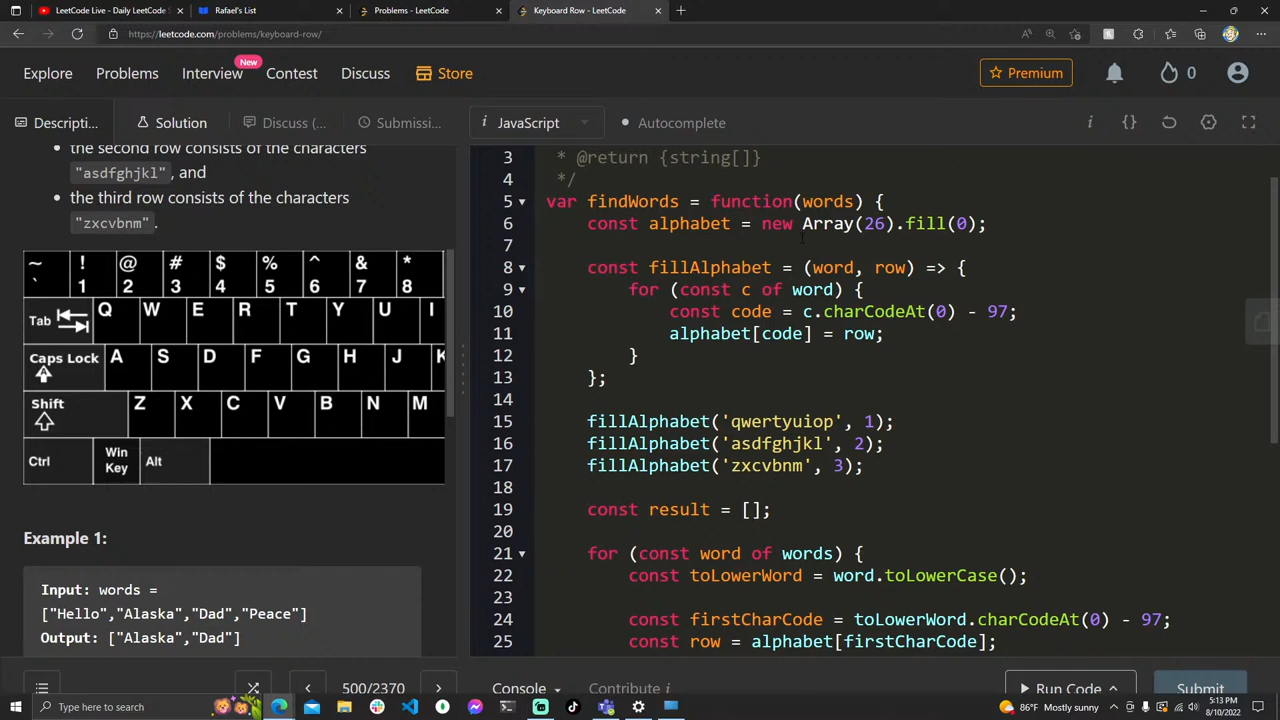 LeetCode Live - Daily LeetCode S
Rafael's List
Problems - LeetCode
Keyboard Row - LeetCode
https://leetcode.com/problems/keyboard-row/
Explore
Problems
Interview
New
Contest
Discuss
Store
Premium
0
Descripti...
Solution
Discuss (...
Submissi...
JavaScript
Autocomplete
the second row consists of the characters
"asdfghjkl", and
the third row consists of the characters
"zxcvbnm".
~ ! @ # $ % ^ & *
` 1 2 3 4 5 6 7 8
Tab Q W E R T Y U I
Caps Lock A S D F G H J K
Shift Z X C V B N M
Ctrl Win Key Alt
Example 1:
Input: words =
["Hello","Alaska","Dad","Peace"]
Output: ["Alaska","Dad"]
3 * @return {string[]}
4 */
5 var findWords = function(words) {
6 const alphabet = new Array(26).fill(0);
7
8 const fillAlphabet = (word, row) => {
9 for (const c of word) {
10 const code = c.charCodeAt(0) - 97;
11 alphabet[code] = row;
12 }
13 };
14
15 fillAlphabet('qwertyuiop', 1);
16 fillAlphabet('asdfghjkl', 2);
17 fillAlphabet('zxcvbnm', 3);
18
19 const result = [];
20
21 for (const word of words) {
22 const toLowerWord = word.toLowerCase();
23
24 const firstCharCode = toLowerWord.charCodeAt(0) - 97;
25 const row = alphabet[firstCharCode];
500/2370
Console
Contribute i
Run Code
Submit
Type here to search
86°F Mostly sunny
5:13 PM
8/10/2022